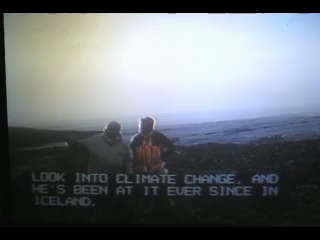 LOOK INTO CLIMATE CHANGE, AND
HE'S BEEN AT IT EVER SINCE IN
ICELAND.